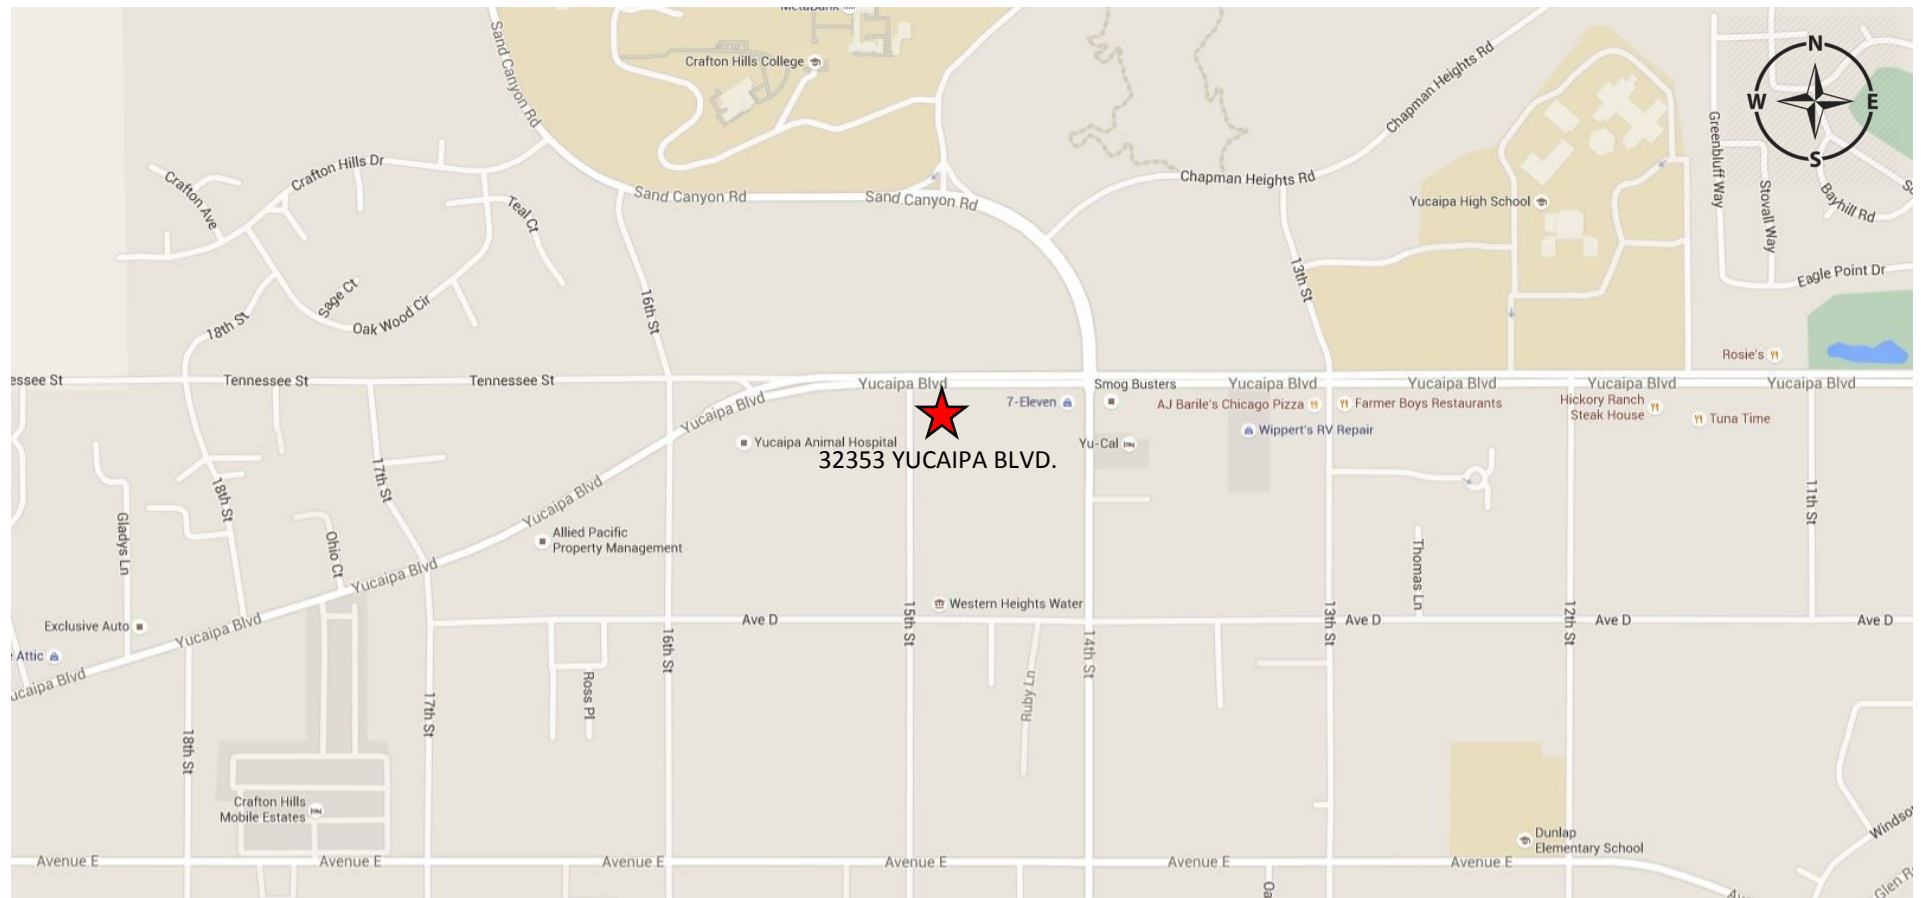 MetaBank
Crafton Hills College
Sand Canyon Rd
Chapman Heights Rd
N
W
E
S
Crafton Hills Dr
Crafton Ave
Teal Ct
Sand Canyon Rd
Sand Canyon Rd
Chapman Heights Rd
Yucaipa High School
Greenbluff Way
Stovall Way
Bayhill Rd
Eagle Point Dr
Sage Ct
Oak Wood Cir
18th St
16th St
13th St
Rosie's
essee St
Tennessee St
Tennessee St
Yucaipa Blvd
Smog Busters
Yucaipa Blvd
Yucaipa Blvd
Yucaipa Blvd
Yucaipa Blvd
Yucaipa Blvd
7-Eleven
AJ Barile's Chicago Pizza
Farmer Boys Restaurants
Hickory Ranch
Steak House
Tuna Time
Yucaipa Animal Hospital
Yu-Cal
Wippert's RV Repair
32353 YUCAIPA BLVD.
17th St
18th St
Yucaipa Blvd
11th St
Gladys Ln
Ohio Ct
Allied Pacific
Property Management
Thomas Ln
Yucaipa Blvd
Western Heights Water
Exclusive Auto
Yucaipa Blvd
Ave D
16th St
15th St
14th St
13th St
Ave D
12th St
Ave D
Ave D
Attic
ucaipa Blvd
17th St
Ross Pl
Ruby Ln
18th St
Crafton Hills
Mobile Estates
Dunlap
Elementary School
Windsor
Avenue E
Avenue E
Avenue E
Avenue E
Avenue E
Avenue E
Glen R
Oa